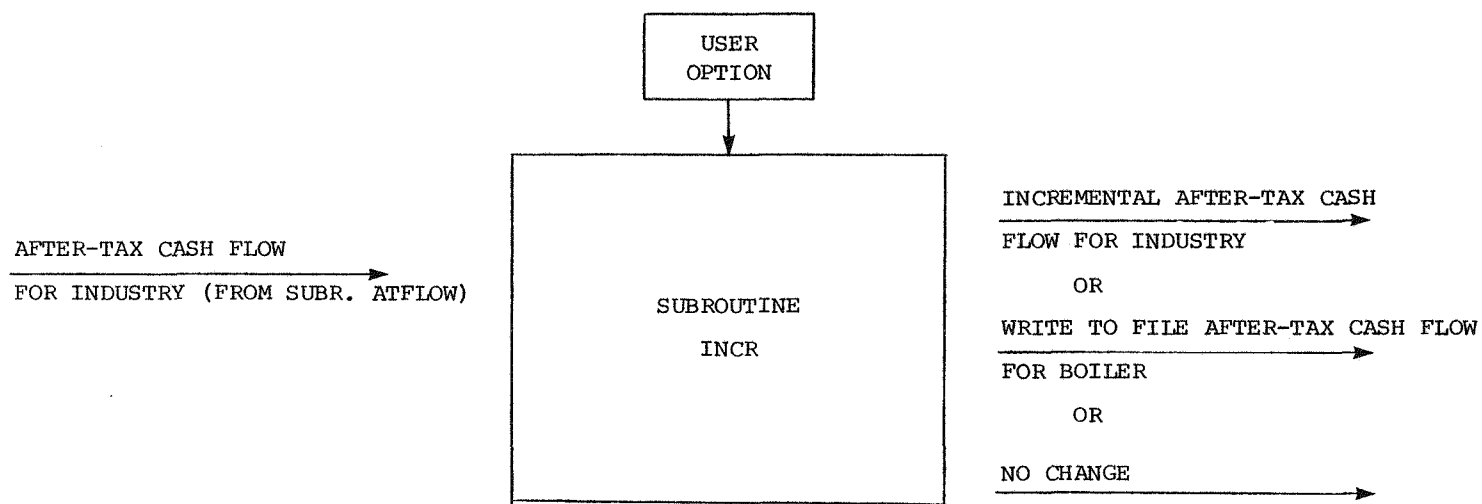 USER
OPTION
AFTER-TAX CASH FLOW
FOR INDUSTRY (FROM SUBR. ATFLOW)
SUBROUTINE
INCR
INCREMENTAL AFTER-TAX CASH
FLOW FOR INDUSTRY
OR
WRITE TO FILE AFTER-TAX CASH FLOW
FOR BOILER
OR
NO CHANGE